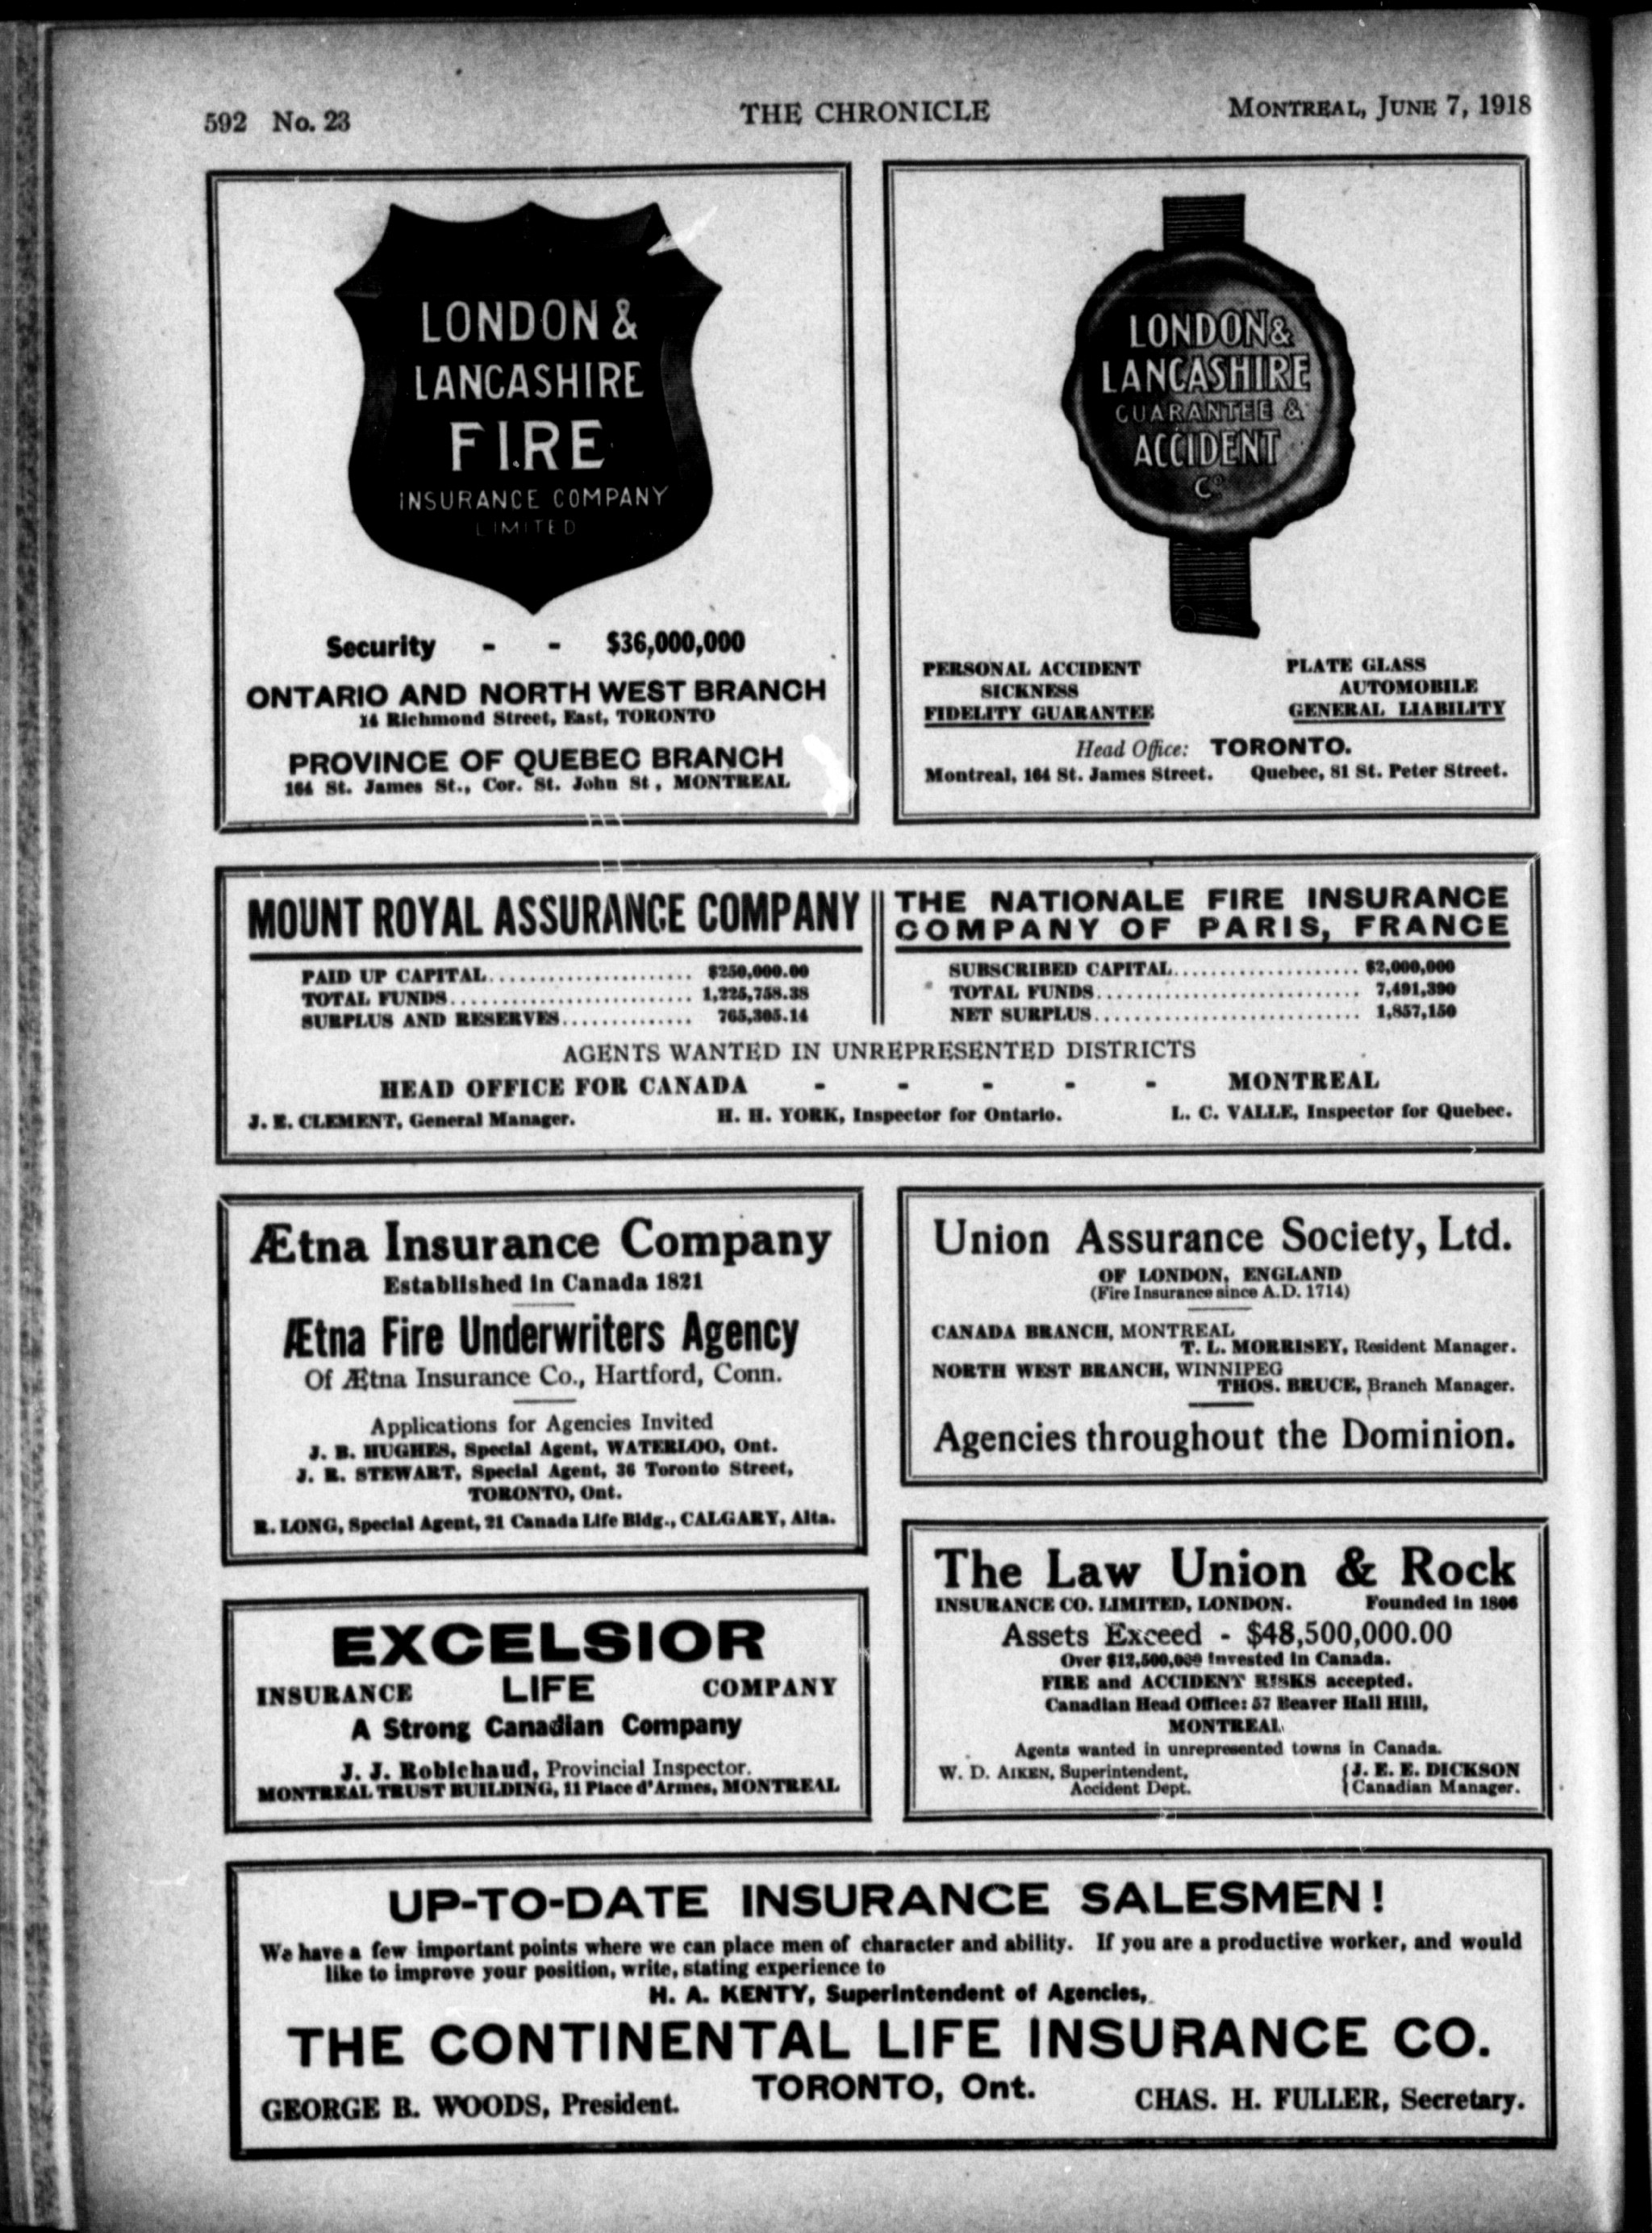 592 No. 23
THE CHRONICLE
MONTREAL, JUNE 7, 1918
LONDON &
LANCASHIRE
FIRE
INSURANCE COMPANY
LIMITED
Security - - $36,000,000
ONTARIO AND NORTH WEST BRANCH
14 Richmond Street, East, TORONTO
PROVINCE OF QUEBEC BRANCH
164 St. James St., Cor. St. John St, MONTREAL
LONDON &
LANCASHIRE
GUARANTEE &
ACCIDENT
Co
PERSONAL ACCIDENT
SICKNESS
FIDELITY GUARANTEE
PLATE GLASS
AUTOMOBILE
GENERAL LIABILITY
Head Office: TORONTO.
Montreal, 164 St. James Street. Quebec, 81 St. Peter Street.
MOUNT ROYAL ASSURANCE COMPANY
PAID UP CAPITAL...................... $250,000.00
TOTAL FUNDS.......................... 1,225,758.38
SURPLUS AND RESERVES.............. 765,305.14
THE NATIONALE FIRE INSURANCE
COMPANY OF PARIS, FRANCE
SUBSCRIBED CAPITAL.................... $2,000,000
TOTAL FUNDS............................ 7,491,390
NET SURPLUS............................ 1,857,150
AGENTS WANTED IN UNREPRESENTED DISTRICTS
HEAD OFFICE FOR CANADA - - - - - MONTREAL
J. E. CLEMENT, General Manager. H. H. YORK, Inspector for Ontario. L. C. VALLE, Inspector for Quebec.
Ætna Insurance Company
Established in Canada 1821
Ætna Fire Underwriters Agency
Of Ætna Insurance Co., Hartford, Conn.
Applications for Agencies Invited
J. B. HUGHES, Special Agent, WATERLOO, Ont.
J. R. STEWART, Special Agent, 36 Toronto Street,
TORONTO, Ont.
R. LONG, Special Agent, 21 Canada Life Bldg., CALGARY, Alta.
Union Assurance Society, Ltd.
OF LONDON, ENGLAND
(Fire Insurance since A.D. 1714)
CANADA BRANCH, MONTREAL
T. L. MORRISEY, Resident Manager.
NORTH WEST BRANCH, WINNIPEG
THOS. BRUCE, Branch Manager.
Agencies throughout the Dominion.
EXCELSIOR
INSURANCE LIFE COMPANY
A Strong Canadian Company
J. J. Robichaud, Provincial Inspector.
MONTREAL TRUST BUILDING, 11 Place d'Armes, MONTREAL
The Law Union & Rock
INSURANCE CO. LIMITED, LONDON. Founded in 1806
Assets Exceed - $48,500,000.00
Over $12,500,000 invested in Canada.
FIRE and ACCIDENT RISKS accepted.
Canadian Head Office: 57 Beaver Hall Hill,
MONTREAL
Agents wanted in unrepresented towns in Canada.
W. D. AIKEN, Superintendent,
Accident Dept.
J. E. E. DICKSON
Canadian Manager.
UP-TO-DATE INSURANCE SALESMEN!
We have a few important points where we can place men of character and ability. If you are a productive worker, and would
like to improve your position, write, stating experience to
H. A. KENTY, Superintendent of Agencies,
THE CONTINENTAL LIFE INSURANCE CO.
TORONTO, Ont.
GEORGE B. WOODS, President.
CHAS. H. FULLER, Secretary.